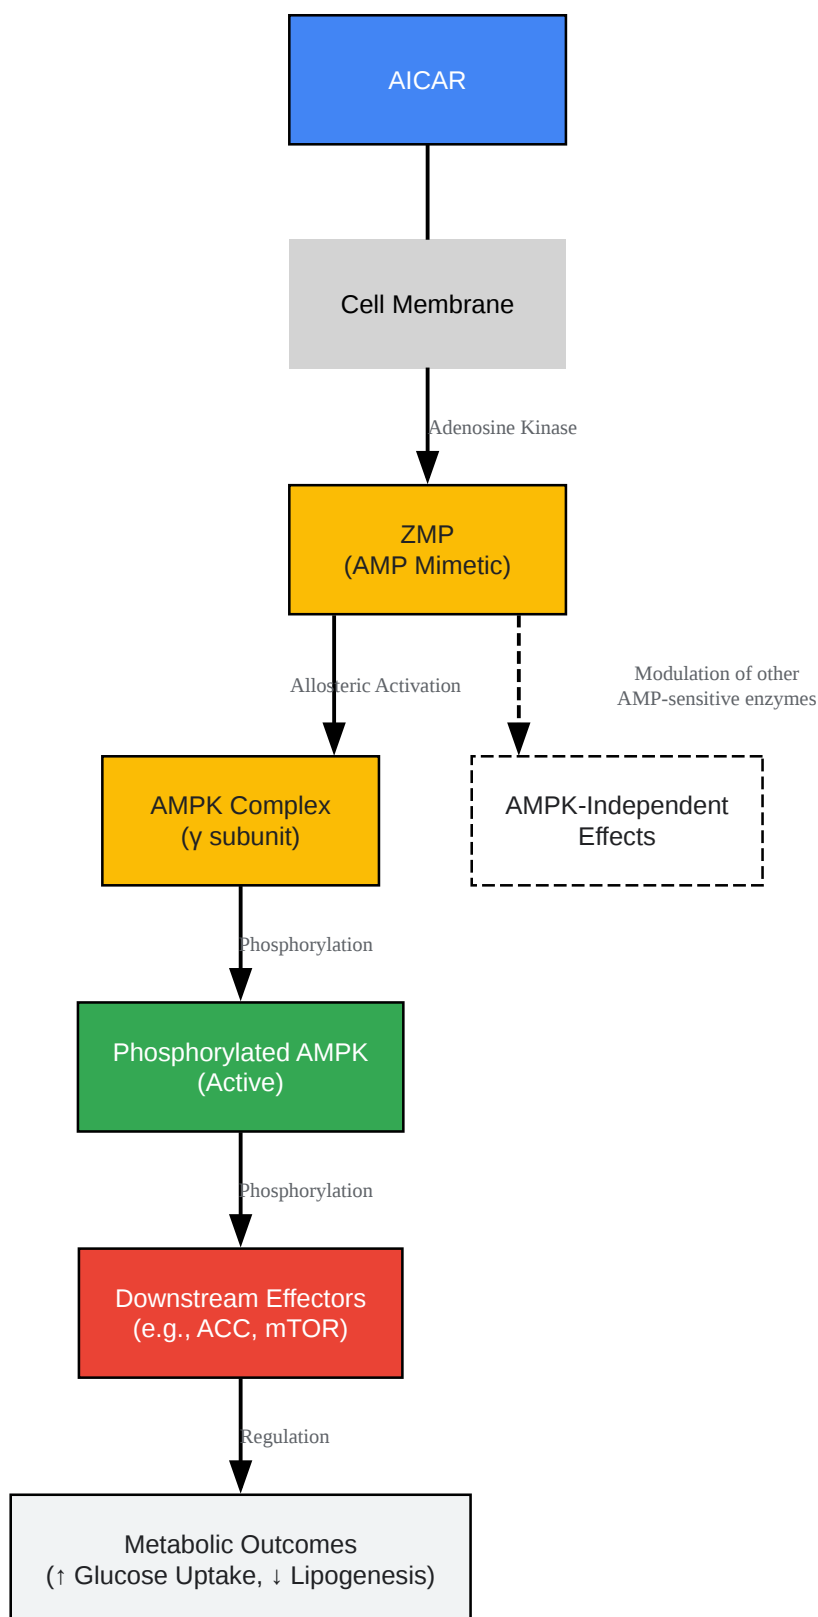 AICAR
Cell Membrane
Adenosine Kinase
ZMP
(AMP Mimetic)
Allosteric Activation
Modulation of other
AMP-sensitive enzymes
AMPK Complex
(γ subunit)
AMPK-Independent
Effects
Phosphorylation
Phosphorylated AMPK
(Active)
Phosphorylation
Downstream Effectors
(e.g., ACC, mTOR)
Regulation
Metabolic Outcomes
(↑ Glucose Uptake, ↓ Lipogenesis)